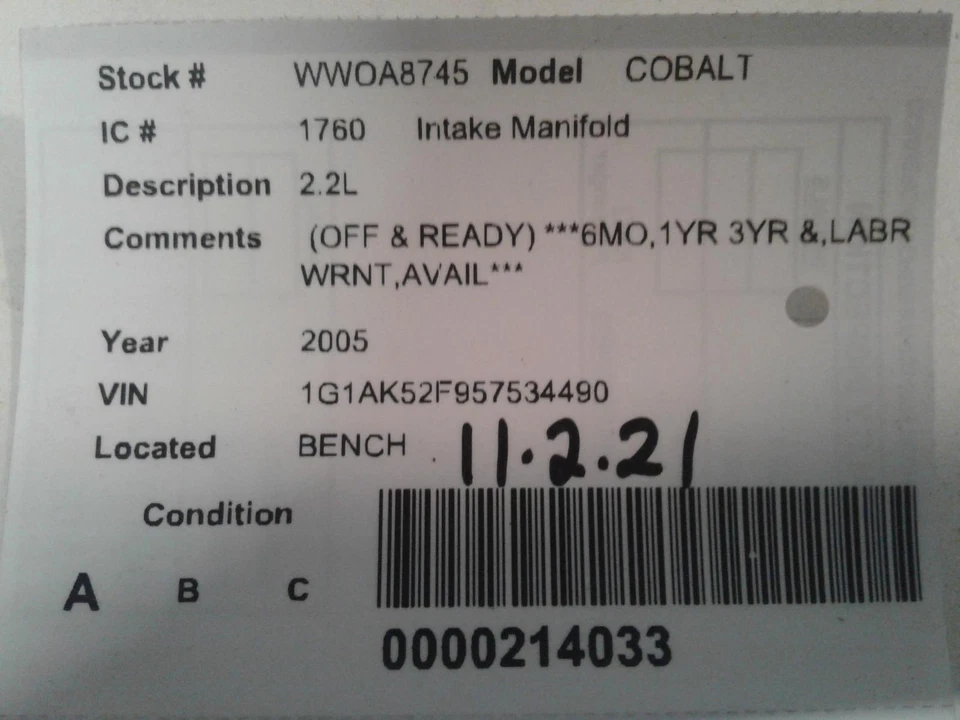 Stock # WWOA8745 Model COBALT
IC # 1760 Intake Manifold
Description 2.2L
Comments (OFF & READY) ***6MO,1YR 3YR &,LABR
WRNT,AVAIL***
Year 2005
VIN 1G1AK52F957534490
Located BENCH 11.2.21
Condition
A B C
0000214033